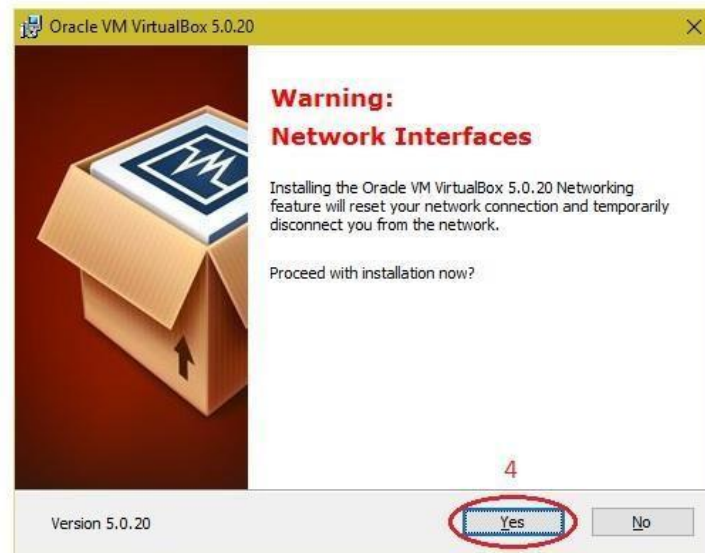 Oracle VM VirtualBox 5.0.20
Warning:
Network Interfaces
Installing the Oracle VM VirtualBox 5.0.20 Networking
feature will reset your network connection and temporarily
disconnect you from the network.
Proceed with installation now?
4
Version 5.0.20
Yes
No